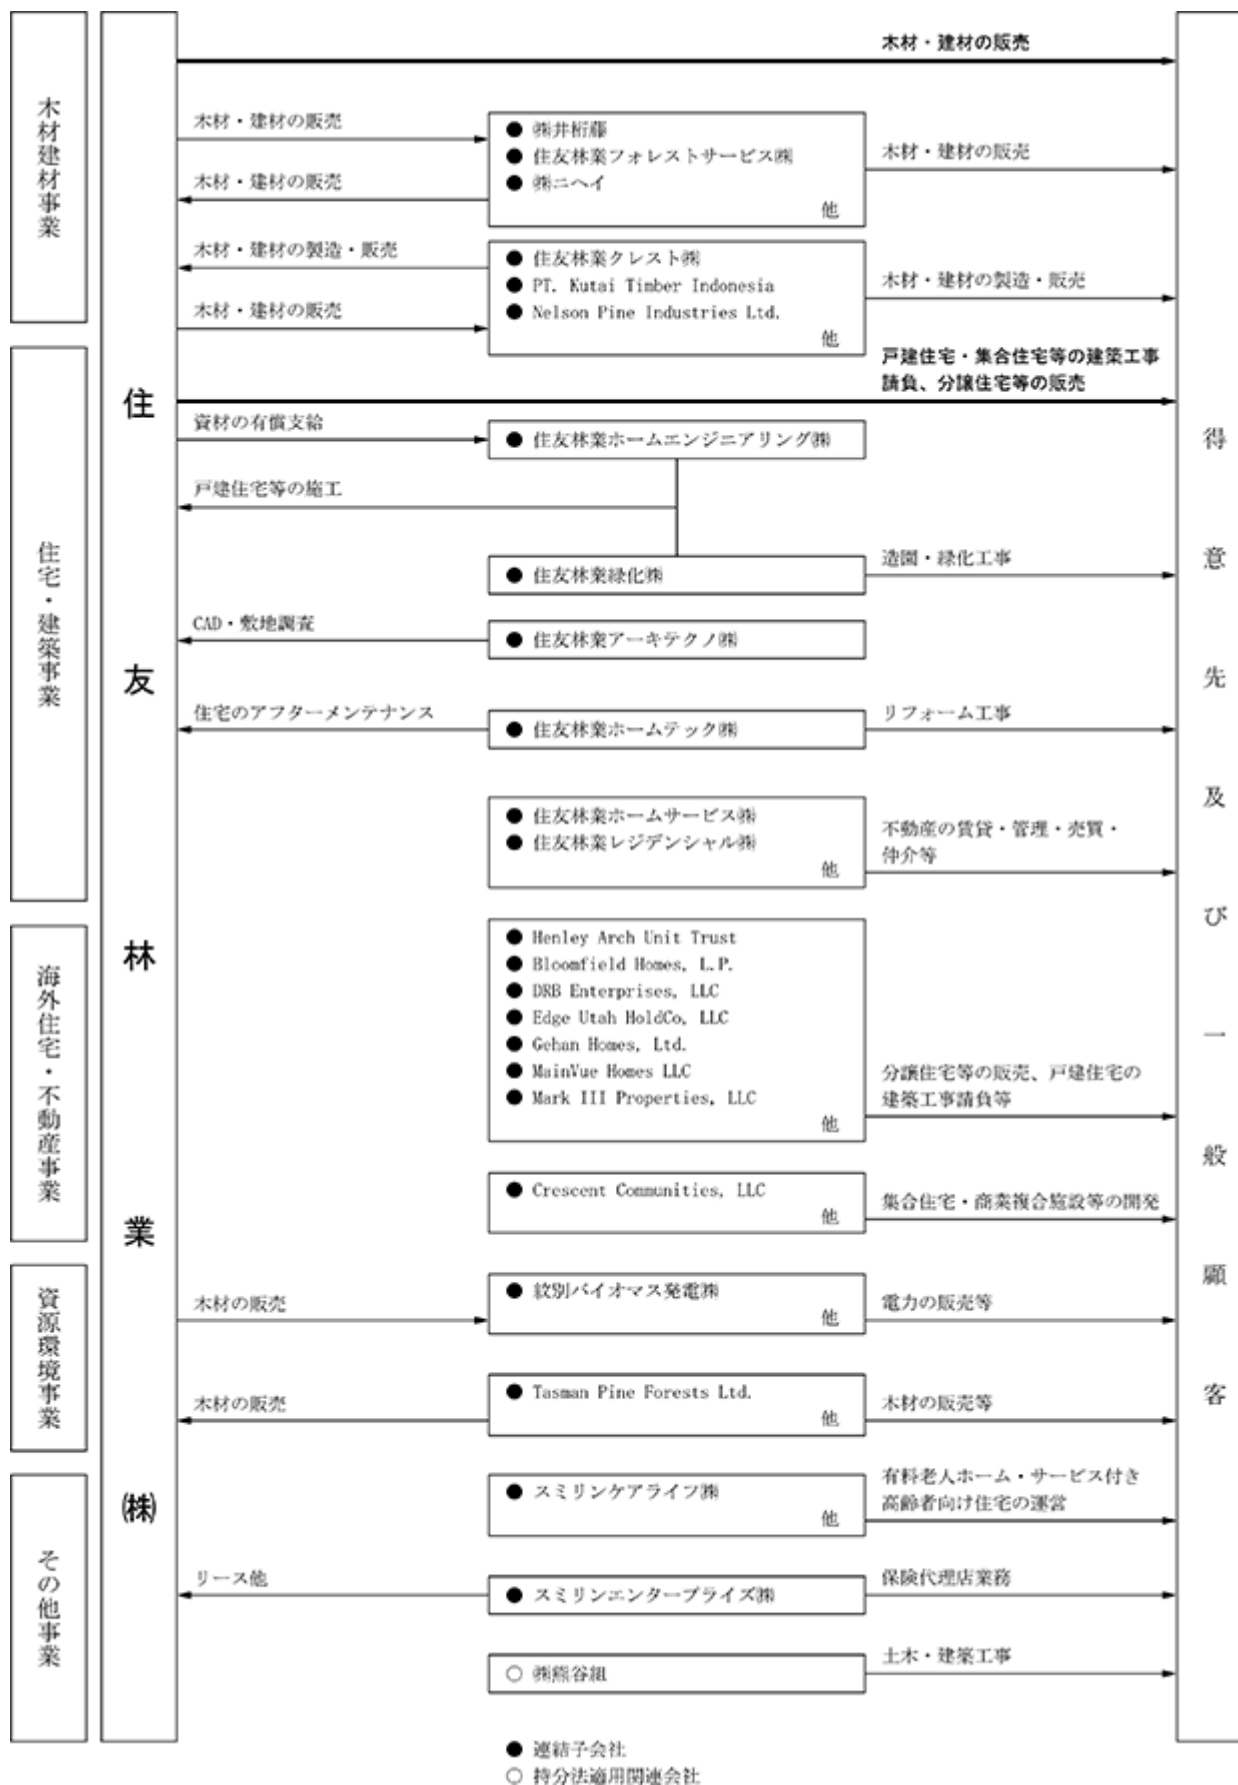 木材建材事業
住宅・建築事業
海外住宅・不動産事業
資源環境事業
その他事業
住友林業㈱
木材・建材の販売
木材・建材の販売
● ㈱井桁藤
● 住友林業フォレストサービス㈱
● ㈱ニヘイ
他
木材・建材の販売
木材・建材の販売
木材・建材の製造・販売
● 住友林業クレスト㈱
● PT. Kutai Timber Indonesia
● Nelson Pine Industries Ltd.
他
木材・建材の製造・販売
木材・建材の販売
戸建住宅・集合住宅等の建築工事
請負、分譲住宅等の販売
資材の有償支給
● 住友林業ホームエンジニアリング㈱
戸建住宅等の施工
● 住友林業緑化㈱
造園・緑化工事
CAD・敷地調査
● 住友林業アーキテクノ㈱
住宅のアフターメンテナンス
● 住友林業ホームテック㈱
リフォーム工事
● 住友林業ホームサービス㈱
● 住友林業レジデンシャル㈱
他
不動産の賃貸・管理・売買・
仲介等
● Henley Arch Unit Trust
● Bloomfield Homes, L.P.
● DRB Enterprises, LLC
● Edge Utah HoldCo, LLC
● Gehan Homes, Ltd.
● MainVue Homes LLC
● Mark III Properties, LLC
他
分譲住宅等の販売、戸建住宅の
建築工事請負等
● Crescent Communities, LLC
他
集合住宅・商業複合施設等の開発
木材の販売
● 紋別バイオマス発電㈱
他
電力の販売等
木材の販売
● Tasman Pine Forests Ltd.
他
木材の販売等
● スミリンケアライフ㈱
他
有料老人ホーム・サービス付き
高齢者向け住宅の運営
リース他
● スミリンエンタープライズ㈱
保険代理店業務
○ ㈱熊谷組
土木・建築工事
得意先及び一般顧客
● 連結子会社
○ 持分法適用関連会社